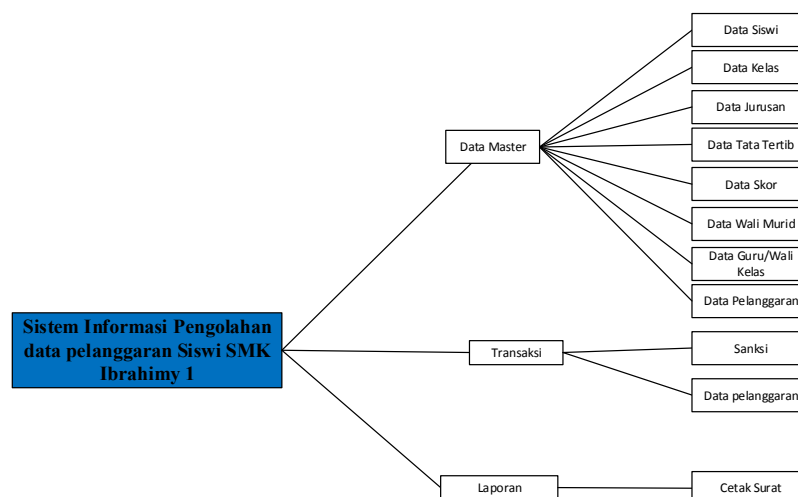 Data Siswi
Data Kelas
Data Jurusan
Data Master
Data Tata Tertib
Data Skor
Data Wali Murid
Data Guru/Wali
Kelas
Data Pelanggaran
Sistem Informasi Pengolahan
data pelanggaran Siswi SMK
Ibrahimy 1
Transaksi
Sanksi
Data pelanggaran
Laporan
Cetak Surat